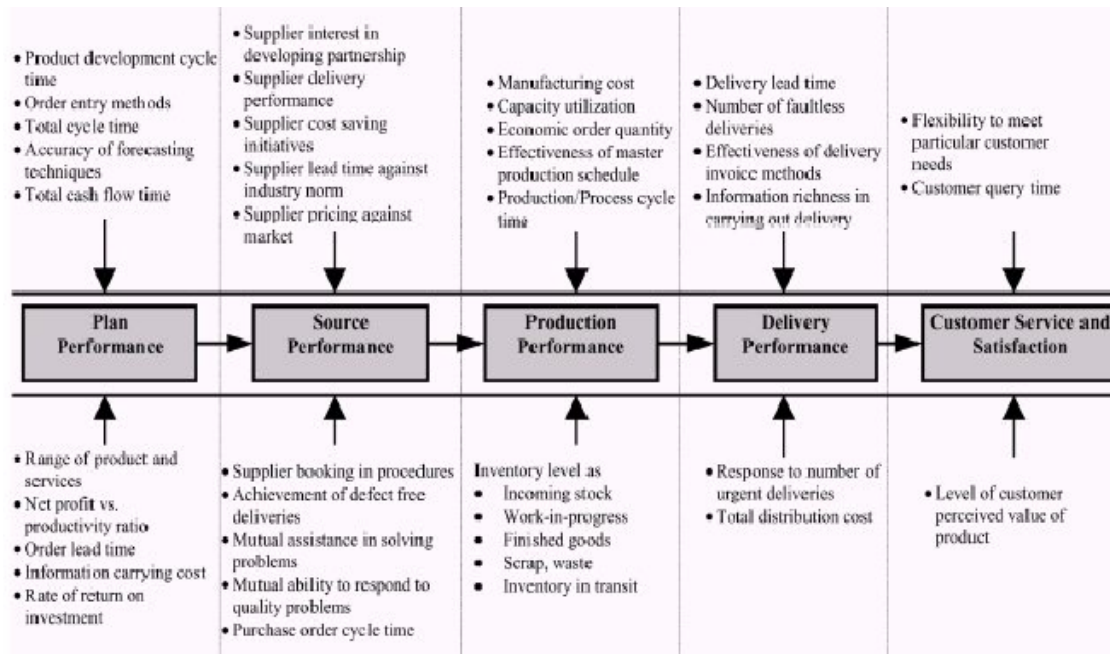 • Product development cycle
time
• Order entry methods
• Total cycle time
• Accuracy of forecasting
techniques
• Total cash flow time
• Supplier interest in
developing partnership
• Supplier delivery
performance
• Supplier cost saving
initiatives
• Supplier lead time against
industry norm
• Supplier pricing against
market
• Manufacturing cost
• Capacity utilization
• Economic order quantity
• Effectiveness of master
production schedule
• Production/Process cycle
time
• Delivery lead time
• Number of faultless
deliveries
• Effectiveness of delivery
invoice methods
• Information richness in
carrying out delivery
• Flexibility to meet
particular customer
needs
• Customer query time
Plan
Performance
Source
Performance
Production
Performance
Delivery
Performance
Customer Service and
Satisfaction
• Range of product and
services
• Net profit vs.
productivity ratio
• Order lead time
• Information carrying cost
• Rate of return on
investment
• Supplier booking in procedures
• Achievement of defect free
deliveries
• Mutual assistance in solving
problems
• Mutual ability to respond to
quality problems
• Purchase order cycle time
Inventory level as
• Incoming stock
• Work-in-progress
• Finished goods
• Scrap, waste
• Inventory in transit
• Response to number of
urgent deliveries
• Total distribution cost
• Level of customer
perceived value of
product